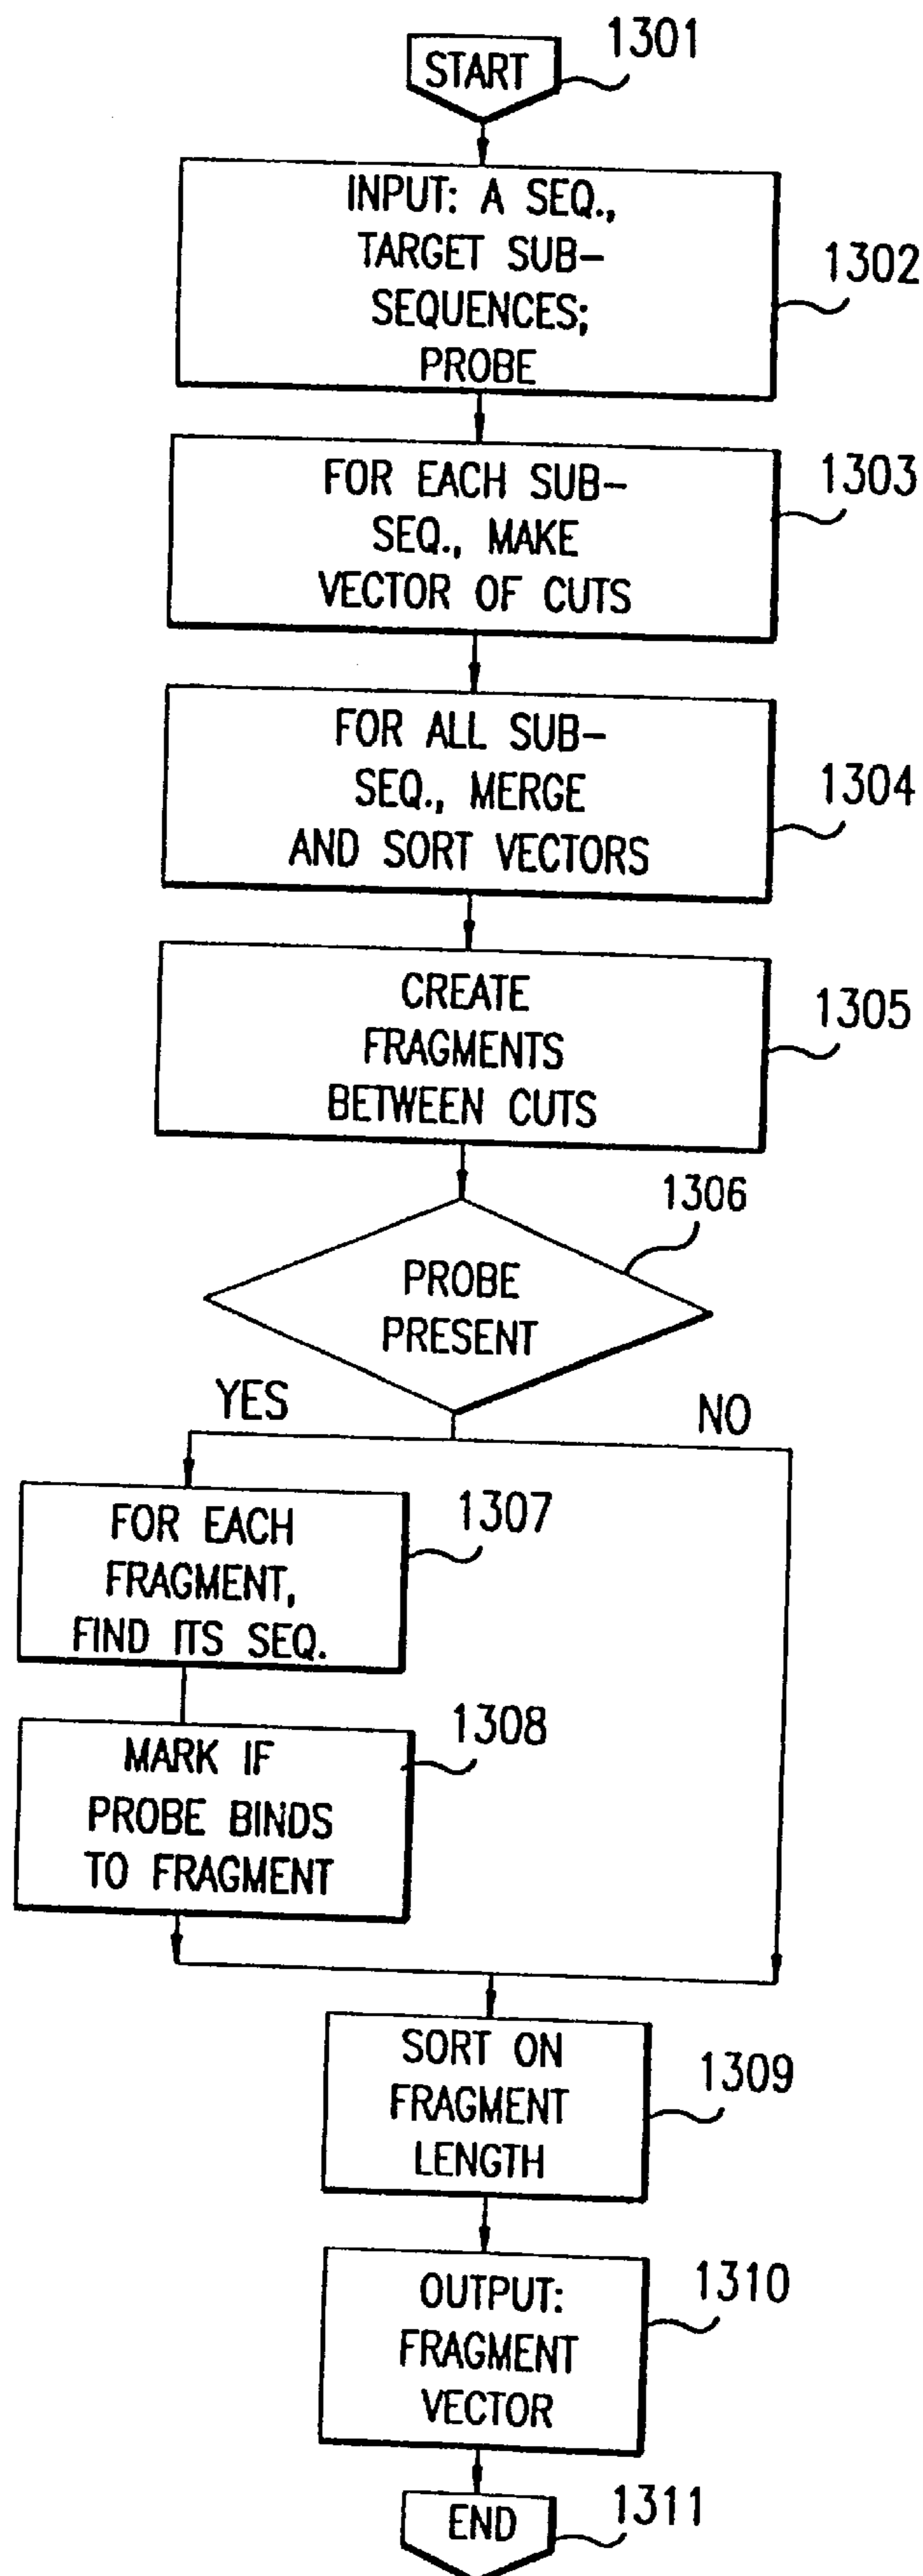 START
1301
INPUT: A SEQ.,
TARGET SUB-
SEQUENCES;
PROBE
1302
FOR EACH SUB-
SEQ., MAKE
VECTOR OF CUTS
1303
FOR ALL SUB-
SEQ., MERGE
AND SORT VECTORS
1304
CREATE
FRAGMENTS
BETWEEN CUTS
1305
1306
PROBE
PRESENT
YES
NO
FOR EACH
FRAGMENT,
FIND ITS SEQ.
1307
MARK IF
PROBE BINDS
TO FRAGMENT
1308
SORT ON
FRAGMENT
LENGTH
1309
OUTPUT:
FRAGMENT
VECTOR
1310
END
1311